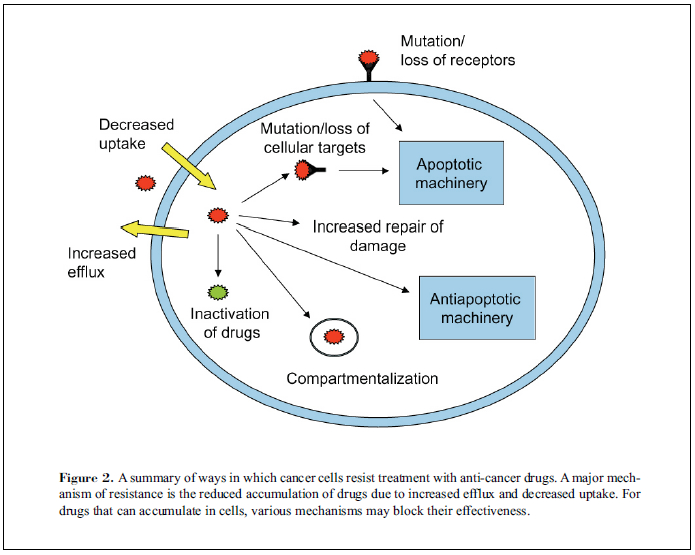 Mutation/
loss of receptors
Decreased
uptake
Mutation/loss of
cellular targets
Apoptotic
machinery
Increased repair of
damage
Increased
efflux
Antiapoptotic
machinery
Inactivation
of drugs
Compartmentalization
Figure 2. A summary of ways in which cancer cells resist treatment with anti-cancer drugs. A major mech-
anism of resistance is the reduced accumulation of drugs due to increased efflux and decreased uptake. For
drugs that can accumulate in cells, various mechanisms may block their effectiveness.